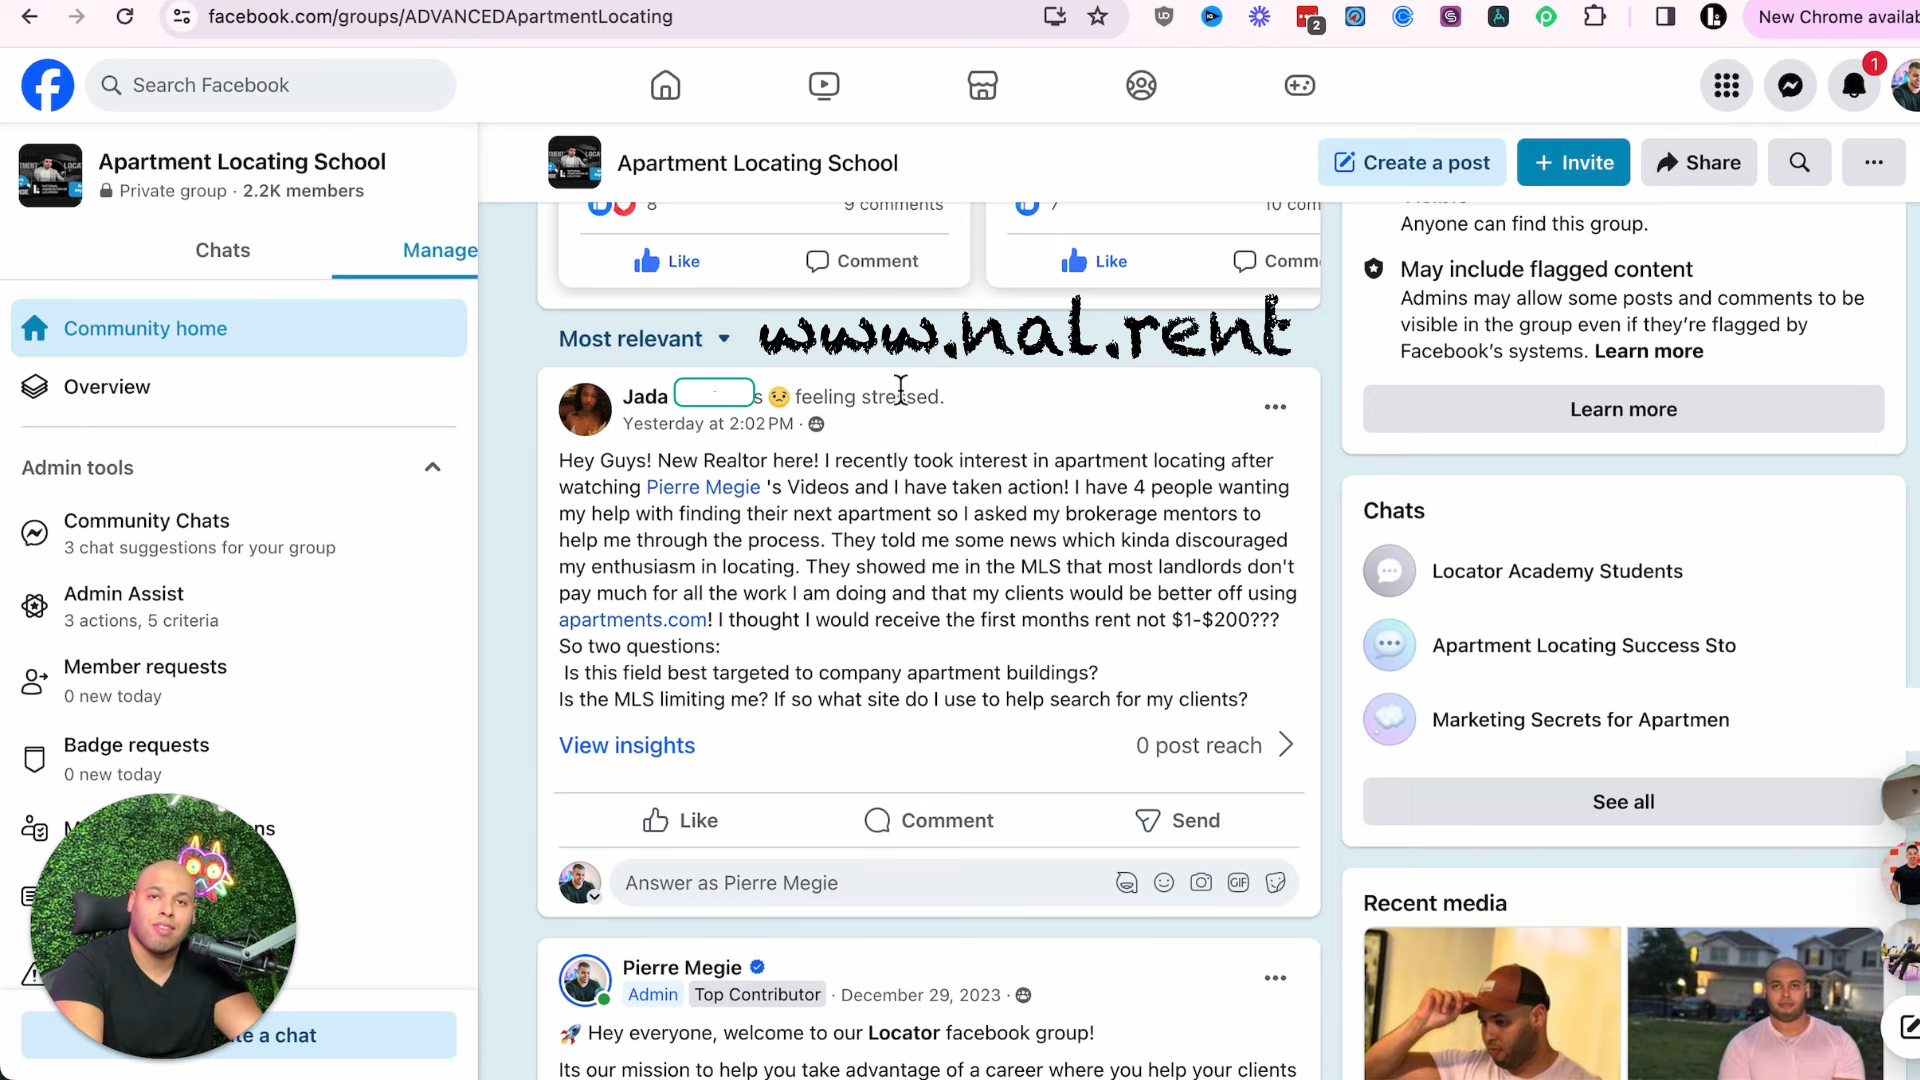 facebook.com/groups/ADVANCEDApartmentLocating
2
New Chrome availab
Search Facebook
1
Apartment Locating School
Private group · 2.2K members
Chats
Manage
Community home
Overview
Admin tools
Community Chats
3 chat suggestions for your group
Admin Assist
3 actions, 5 criteria
Member requests
0 new today
Badge requests
0 new today
ns
te a chat
Apartment Locating School
Create a post
+ Invite
Share
8
9 comments
7
10 com
Like
Comment
Like
Comm
Most relevant
www.nal.rent
Jada s 😟 feeling stressed.
Yesterday at 2:02 PM ·
Hey Guys! New Realtor here! I recently took interest in apartment locating after
watching Pierre Megie 's Videos and I have taken action! I have 4 people wanting
my help with finding their next apartment so I asked my brokerage mentors to
help me through the process. They told me some news which kinda discouraged
my enthusiasm in locating. They showed me in the MLS that most landlords don't
pay much for all the work I am doing and that my clients would be better off using
apartments.com! I thought I would receive the first months rent not $1-$200???
So two questions:
Is this field best targeted to company apartment buildings?
Is the MLS limiting me? If so what site do I use to help search for my clients?
View insights
0 post reach
Like
Comment
Send
Answer as Pierre Megie
GIF
Pierre Megie
Admin Top Contributor · December 29, 2023 ·
🚀 Hey everyone, welcome to our Locator facebook group!
Its our mission to help you take advantage of a career where you help your clients
Anyone can find this group.
May include flagged content
Admins may allow some posts and comments to be
visible in the group even if they're flagged by
Facebook's systems. Learn more
Learn more
Chats
Locator Academy Students
Apartment Locating Success Sto
Marketing Secrets for Apartmen
See all
Recent media